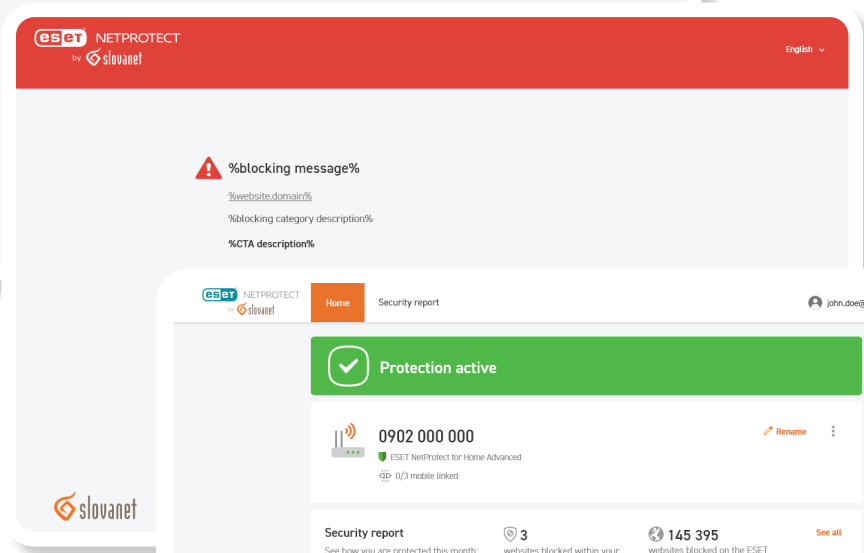 eset NETPROTECT
by slovanet
English
%blocking message%
%website.domain%
%blocking category description%
%CTA description%
eset NETPROTECT
by slovanet
Home
Security report
john.doe@
Protection active
0902 000 000
Rename
ESET NetProtect for Home Advanced
0/3 mobile linked
slovanet
Security report
3
145 395
See all
See how you are protected this month:
websites blocked within your
websites blocked on the ESET